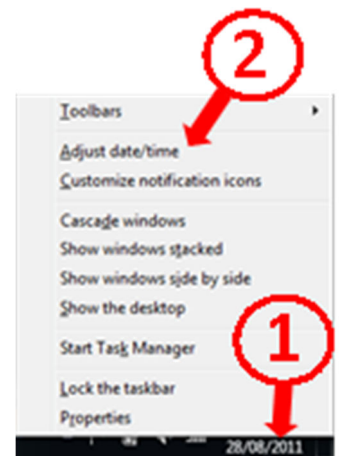 2
Toolbars
Adjust date/time
Customize notification icons
Cascade windows
Show windows stacked
Show windows side by side
Show the desktop
Start Task Manager
1
Lock the taskbar
Properties
28/08/2011